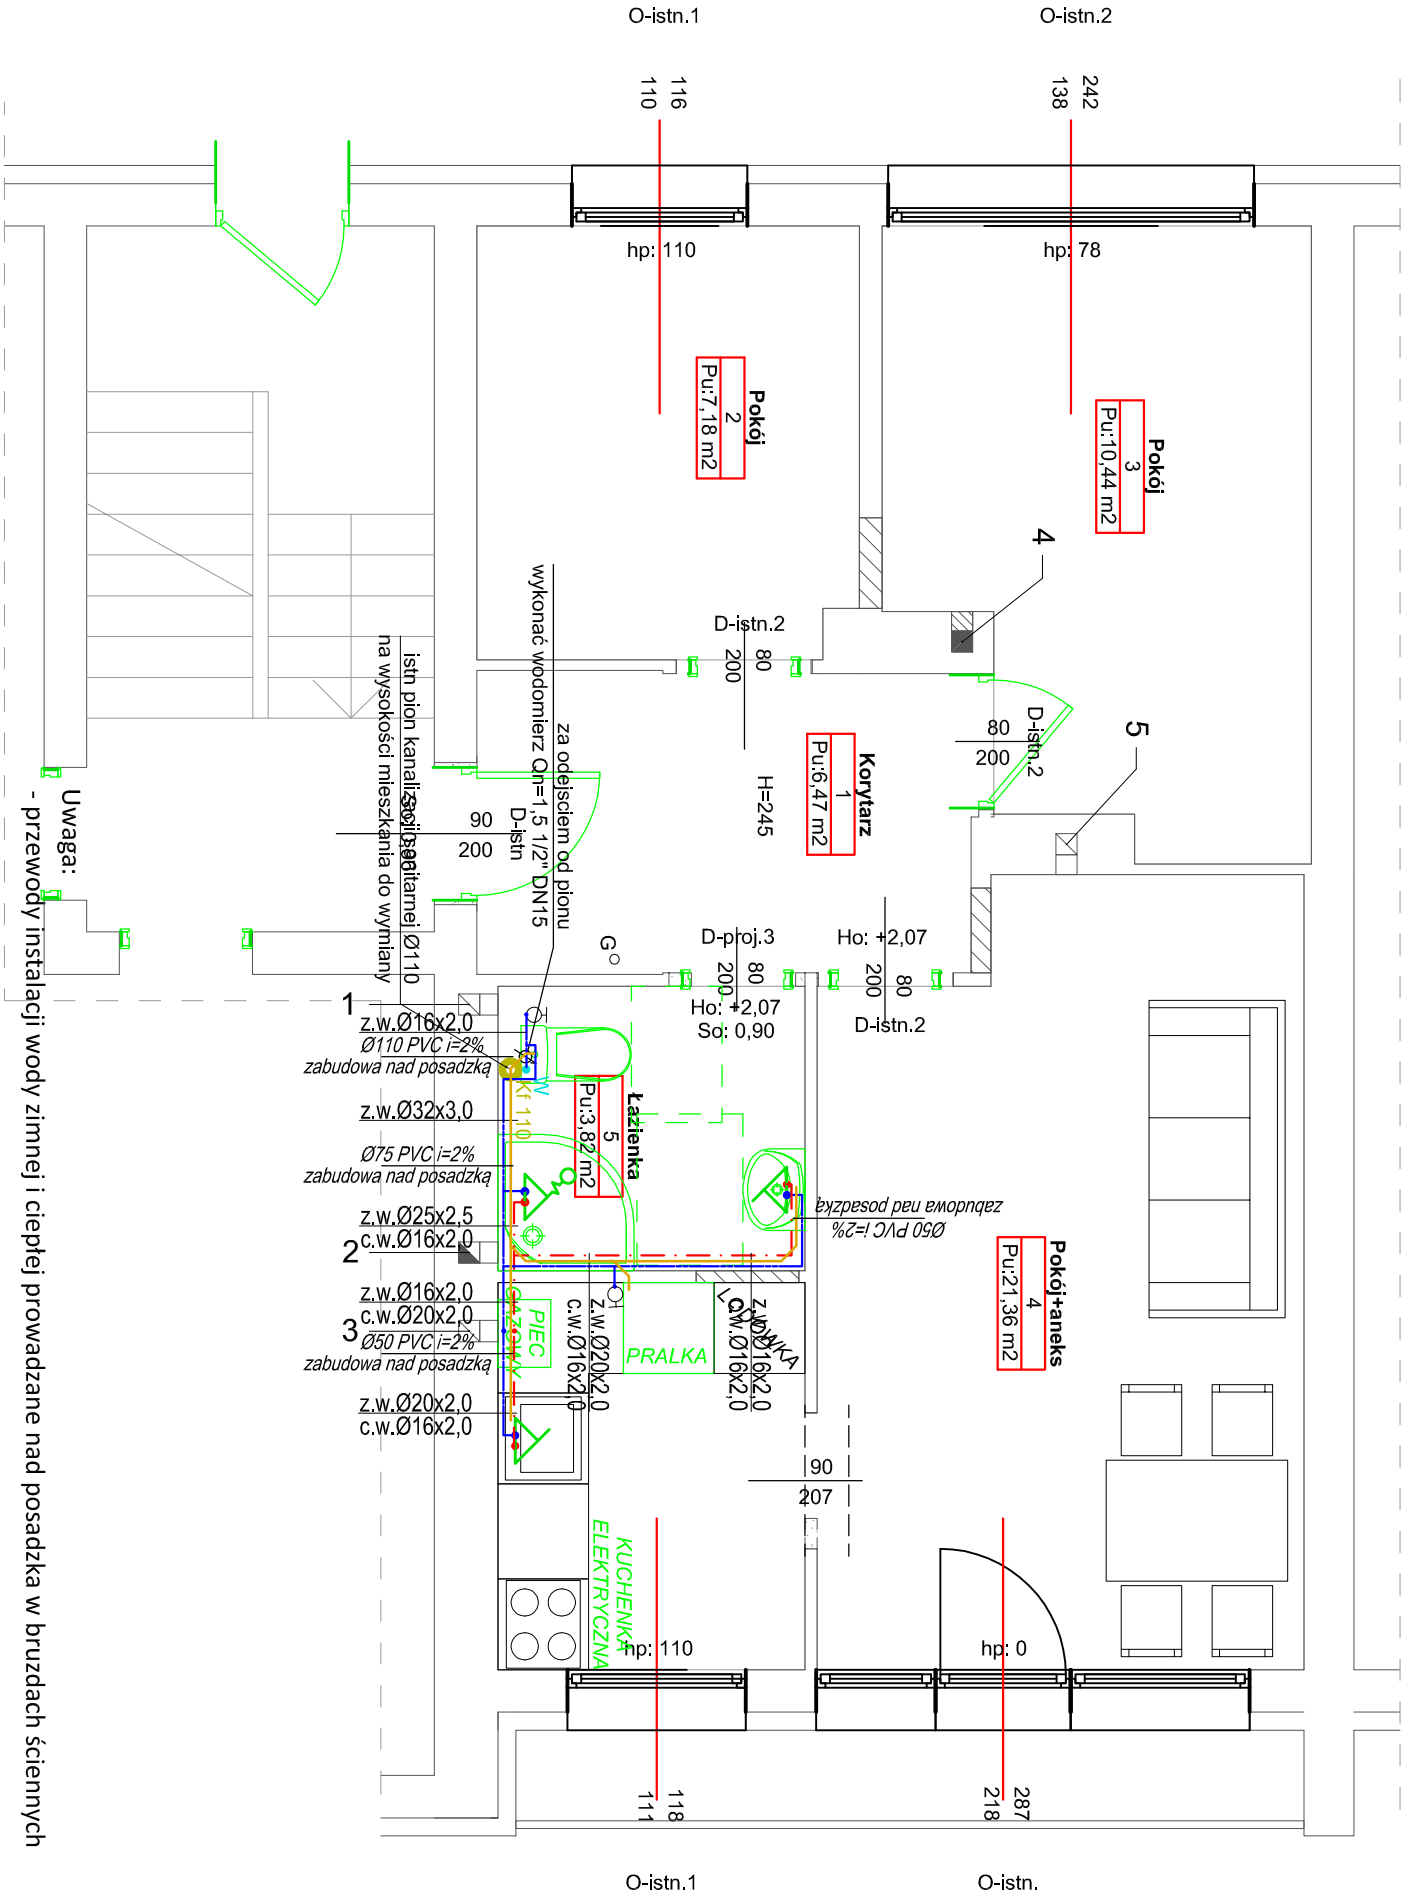 O-istn.1
O-istn.2
116
110
242
138
hp: 110
hp: 78
Pokój
2
Pu:7,18 m2
Pokój
3
Pu:10,44 m2
4
5
D-istn.2
80
200
D-istn.2
80
200
Korytarz
1
Pu:6,47 m2
H=245
za odejsciem od pionu
wykonać wodomierz Qn=1,5 1/2" DN15
istn pion kanalizacji sanitarnej Ø110
na wysokości mieszkania do wymiany
D-istn
90
200
G
D-proj.3
80
200
Ho: +2,07
So: 0,90
Ho: +2,07
80
200
D-istn.2
1
z.w.Ø16x2,0
Ø110 PVC i=2%
zabudowa nad posadzką
W
Kf 110
z.w.Ø32x3,0
Ø75 PVC i=2%
zabudowa nad posadzką
Łazienka
5
Pu:3,82 m2
z.w.Ø25x2,5
c.w.Ø16x2,0
2
Ø50 PVC i=2%
zabudowa nad posadzką
z.w.Ø16x2,0
c.w.Ø20x2,0
3
Ø50 PVC i=2%
zabudowa nad posadzką
z.w.Ø20x2,0
c.w.Ø16x2,0
PIEC
GAZOWY
z.w.Ø20x2,0
c.w.Ø16x2,0
PRALKA
LODÓWKA
z.w.Ø16x2,0
c.w.Ø16x2,0
Pokój+aneks
4
Pu:21,36 m2
90
207
KUCHENKA
ELEKTRYCZNA
hp: 110
hp: 0
118
111
287
218
O-istn.1
O-istn.
Uwaga:
- przewody instalacji wody zimnej i ciepłej prowadzane nad posadzka w bruzdach ściennych